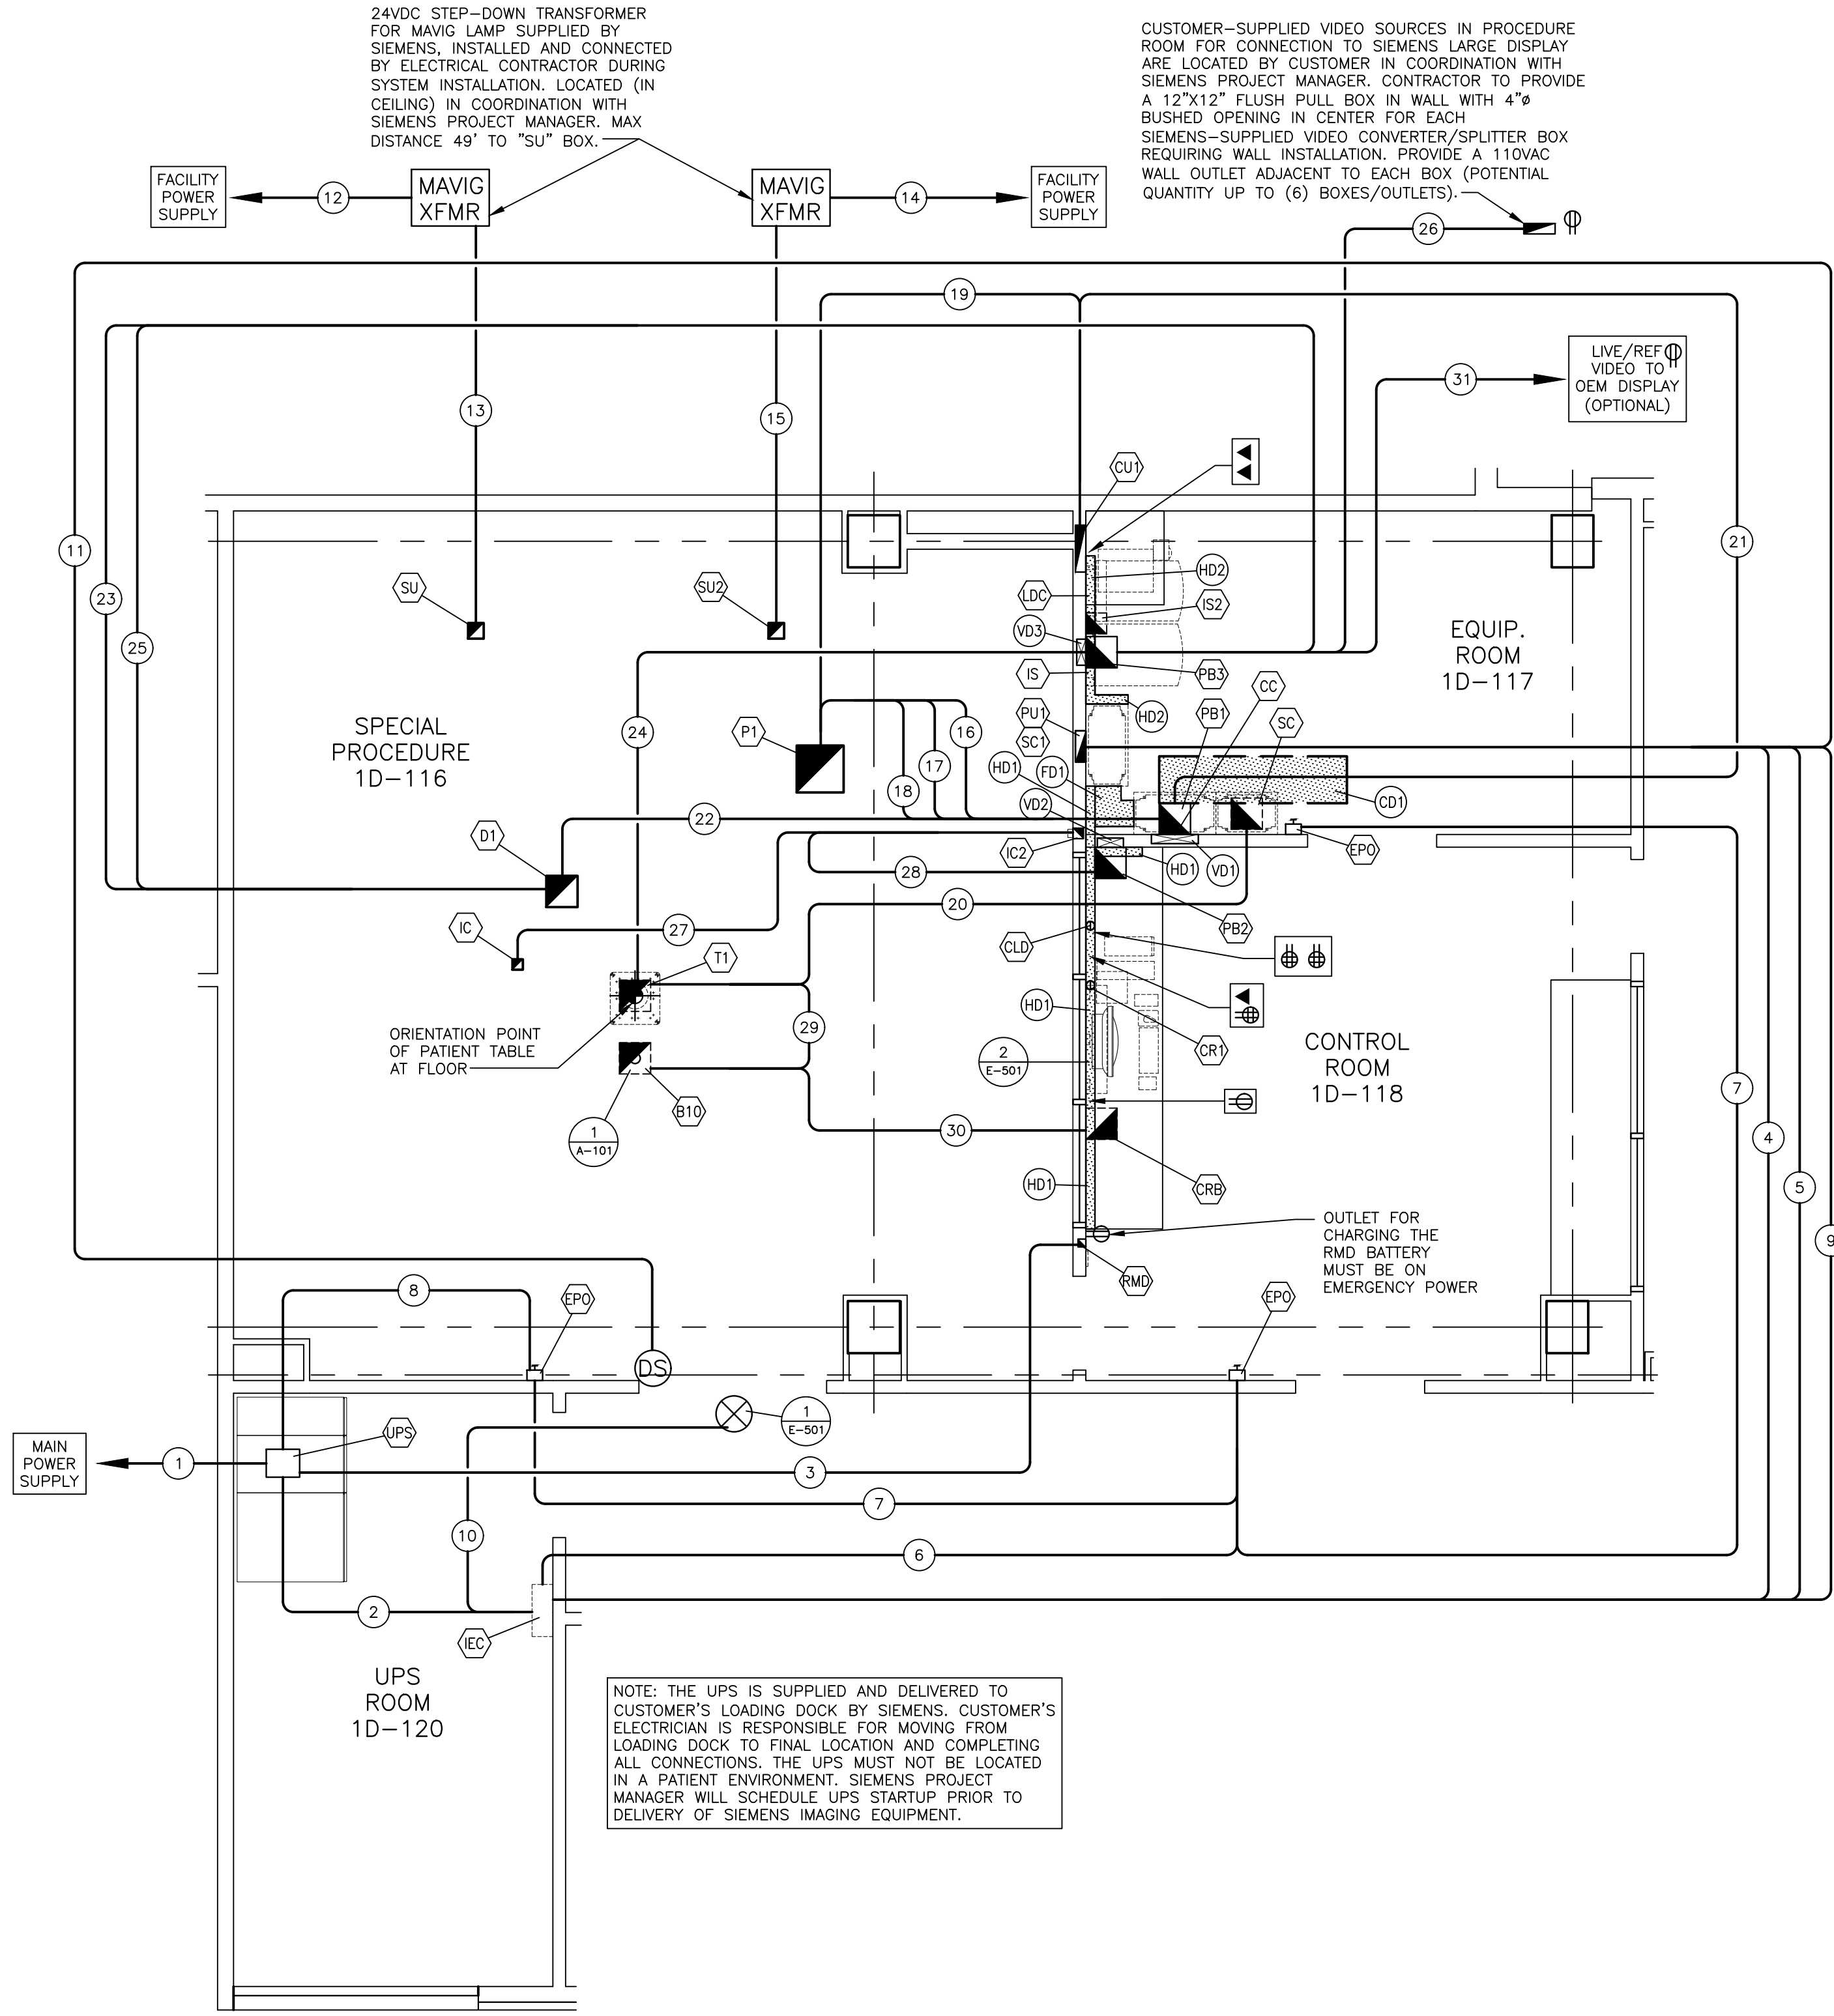 24VDC STEP-DOWN TRANSFORMER
FOR MAVIG LAMP SUPPLIED BY
SIEMENS, INSTALLED AND CONNECTED
BY ELECTRICAL CONTRACTOR DURING
SYSTEM INSTALLATION. LOCATED (IN
CEILING) IN COORDINATION WITH
SIEMENS PROJECT MANAGER. MAX
DISTANCE 49' TO "SU" BOX.
CUSTOMER-SUPPLIED VIDEO SOURCES IN PROCEDURE
ROOM FOR CONNECTION TO SIEMENS LARGE DISPLAY
ARE LOCATED BY CUSTOMER IN COORDINATION WITH
SIEMENS PROJECT MANAGER. CONTRACTOR TO PROVIDE
A 12"X12" FLUSH PULL BOX IN WALL WITH 4"ø
BUSHED OPENING IN CENTER FOR EACH
SIEMENS-SUPPLIED VIDEO CONVERTER/SPLITTER BOX
REQUIRING WALL INSTALLATION. PROVIDE A 110VAC
WALL OUTLET ADJACENT TO EACH BOX (POTENTIAL
QUANTITY UP TO (6) BOXES/OUTLETS).
FACILITY
POWER
SUPPLY
12
MAVIG
XFMR
MAVIG
XFMR
14
FACILITY
POWER
SUPPLY
26
19
LIVE/REF
VIDEO TO
OEM DISPLAY
(OPTIONAL)
31
13
15
CU1
11
21
23
25
SU
SU2
HD2
LDC
IS2
VD3
EQUIP.
ROOM
1D-117
IS
PB3
CC
SPECIAL
PROCEDURE
1D-116
24
P1
16
17
18
PU1
SC1
HD2
PB1
SC
HD1
FD1
VD2
CD1
22
D1
IC2
EPO
28
HD1
VD1
20
IC
27
PB2
CLD
T1
HD1
29
ORIENTATION POINT
OF PATIENT TABLE
AT FLOOR
CR1
2
E-501
CONTROL
ROOM
1D-118
7
B10
1
A-101
30
4
5
HD1
CRB
9
OUTLET FOR
CHARGING THE
RMD BATTERY
MUST BE ON
EMERGENCY POWER
RMD
8
EPO
EPO
DS
1
E-501
UPS
MAIN
POWER
SUPPLY
1
3
7
10
6
2
IEC
UPS
ROOM
1D-120
NOTE: THE UPS IS SUPPLIED AND DELIVERED TO
CUSTOMER'S LOADING DOCK BY SIEMENS. CUSTOMER'S
ELECTRICIAN IS RESPONSIBLE FOR MOVING FROM
LOADING DOCK TO FINAL LOCATION AND COMPLETING
ALL CONNECTIONS. THE UPS MUST NOT BE LOCATED
IN A PATIENT ENVIRONMENT. SIEMENS PROJECT
MANAGER WILL SCHEDULE UPS STARTUP PRIOR TO
DELIVERY OF SIEMENS IMAGING EQUIPMENT.